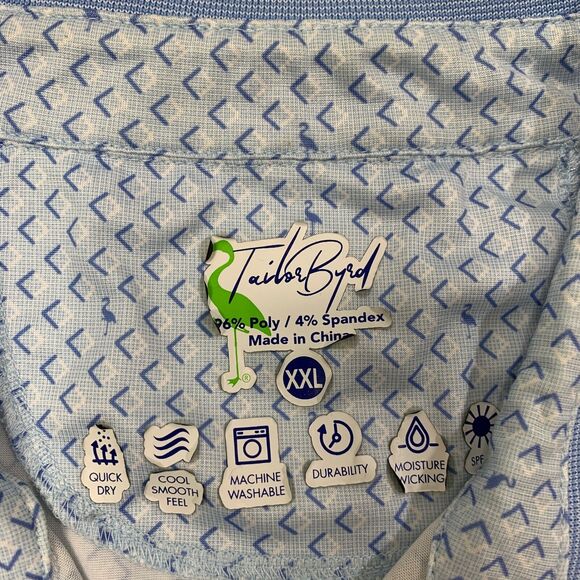 TailorByrd
96% Poly / 4% Spandex
Made in China
®
XXL
QUICK
DRY
COOL
SMOOTH
FEEL
MACHINE
WASHABLE
DURABILITY
MOISTURE
WICKING